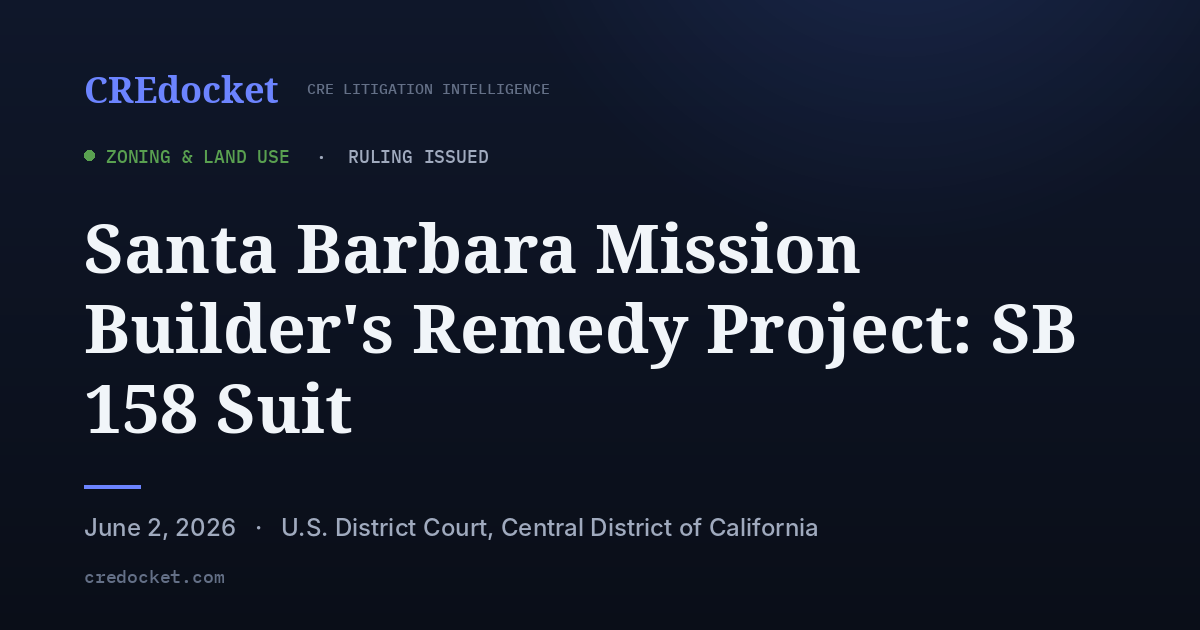 CREdocket CRE LITIGATION INTELLIGENCE
ZONING & LAND USE · RULING ISSUED
Santa Barbara Mission
Builder's Remedy Project: SB
158 Suit
June 2, 2026 · U.S. District Court, Central District of California
credocket.com